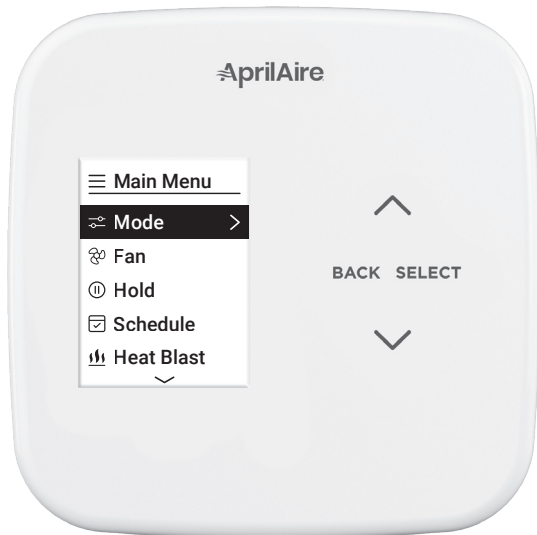 AprilAire
Main Menu
Mode
Fan
Hold
Schedule
Heat Blast
BACK SELECT